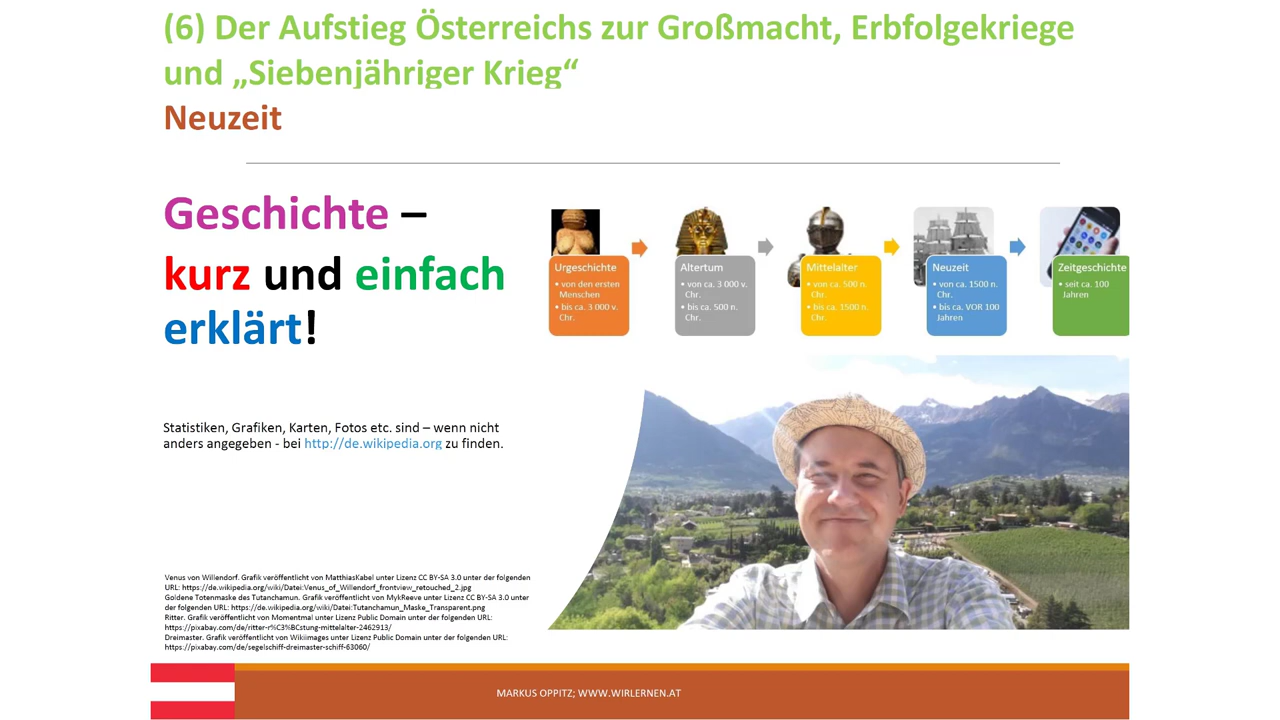 (6) Der Aufstieg Österreichs zur Großmacht, Erbfolgekriege
und „Siebenjähriger Krieg“
Neuzeit
Geschichte –
kurz und einfach
erklärt!
Urgeschichte
• von den ersten
Menschen
• bis ca. 3 000 v.
Chr.
Altertum
• von ca. 3 000 v.
Chr.
• bis ca. 500 n.
Chr.
Mittelalter
• von ca. 500 n.
Chr.
• bis ca. 1500 n.
Chr
Neuzeit
• von ca. 1500 n.
Chr.
• bis ca. VOR 100
Jahren
Zeitgeschichte
• seit ca. 100
Jahren
Statistiken, Grafiken, Karten, Fotos etc. sind – wenn nicht
anders angegeben - bei http://de.wikipedia.org zu finden.
Venus von Willendorf. Grafik veröffentlicht von MatthiasKabel unter Lizenz CC BY-SA 3.0 unter der folgenden
URL: https://de.wikipedia.org/wiki/Datei:Venus_of_Willendorf_frontview_retouched_2.jpg
Goldene Totenmaske des Tutanchamun. Grafik veröffentlicht von MykReeve unter Lizenz CC BY-SA 3.0 unter
der folgenden URL: https://de.wikipedia.org/wiki/Datei:Tutanchamun_Maske_Transparent.png
Ritter. Grafik veröffentlicht von Momentmal unter Lizenz Public Domain unter der folgenden URL:
https://pixabay.com/de/ritter-r%C3%BCstung-mittelalter-2462913/
Dreimaster. Grafik veröffentlicht von Wikiimages unter Lizenz Public Domain unter der folgenden URL:
https://pixabay.com/de/segelschiff-dreimaster-schiff-63060/
MARKUS OPPITZ; WWW.WIRLERNEN.AT